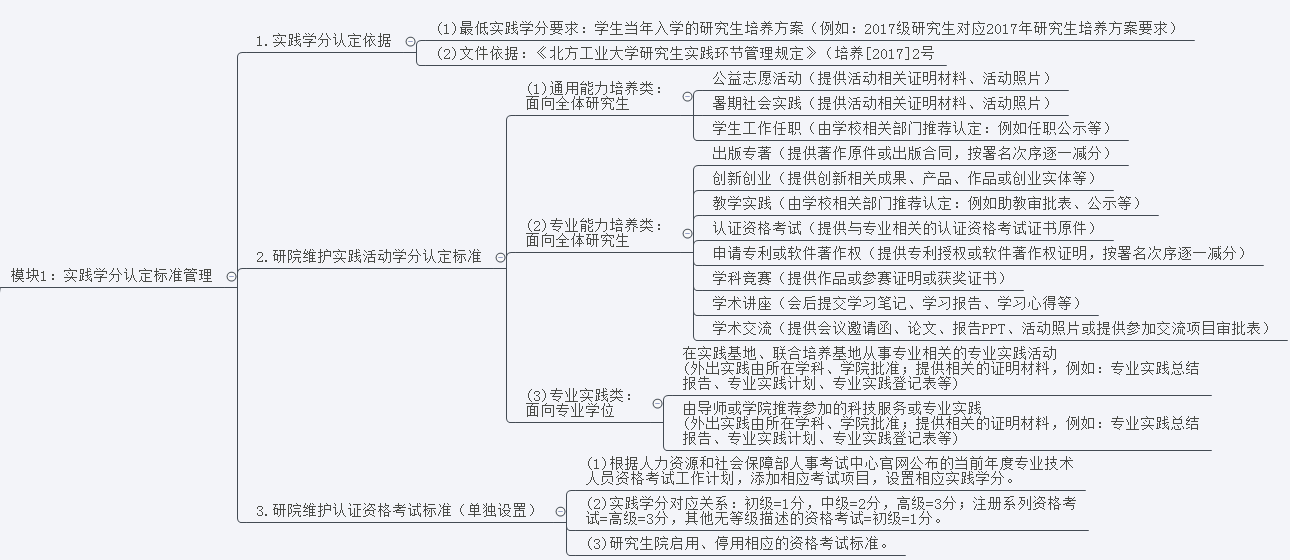 模块1：实践学分认定标准管理
1.实践学分认定依据
(1)最低实践学分要求：学生当年入学的研究生培养方案（例如：2017级研究生对应2017年研究生培养方案要求）
(2)文件依据：《北方工业大学研究生实践环节管理规定》（培养[2017]2号
2.研院维护实践活动学分认定标准
(1)通用能力培养类：
面向全体研究生
公益志愿活动（提供活动相关证明材料、活动照片）
暑期社会实践（提供活动相关证明材料、活动照片）
学生工作任职（由学校相关部门推荐认定：例如任职公示等）
(2)专业能力培养类：
面向全体研究生
出版专著（提供著作原件或出版合同，按署名次序逐一减分）
创新创业（提供创新相关成果、产品、作品或创业实体等）
教学实践（由学校相关部门推荐认定：例如助教审批表、公示等）
认证资格考试（提供与专业相关的认证资格考试证书原件）
申请专利或软件著作权（提供专利授权或软件著作权证明，按署名次序逐一减分）
学科竞赛（提供作品或参赛证明或获奖证书）
学术讲座（会后提交学习笔记、学习报告、学习心得等）
学术交流（提供会议邀请函、论文、报告PPT、活动照片或提供参加交流项目审批表）
(3)专业实践类：
面向专业学位
在实践基地、联合培养基地从事专业相关的专业实践活动
(外出实践由所在学科、学院批准；提供相关的证明材料，例如：专业实践总结
报告、专业实践计划、专业实践登记表等)
由导师或学院推荐参加的科技服务或专业实践
(外出实践由所在学科、学院批准；提供相关的证明材料，例如：专业实践总结
报告、专业实践计划、专业实践登记表等)
3.研院维护认证资格考试标准（单独设置）
(1)根据人力资源和社会保障部人事考试中心官网公布的当前年度专业技术
人员资格考试工作计划，添加相应考试项目，设置相应实践学分。
(2)实践学分对应关系：初级=1分，中级=2分，高级=3分；注册系列资格考
试=高级=3分，其他无等级描述的资格考试=初级=1分。
(3)研究生院启用、停用相应的资格考试标准。